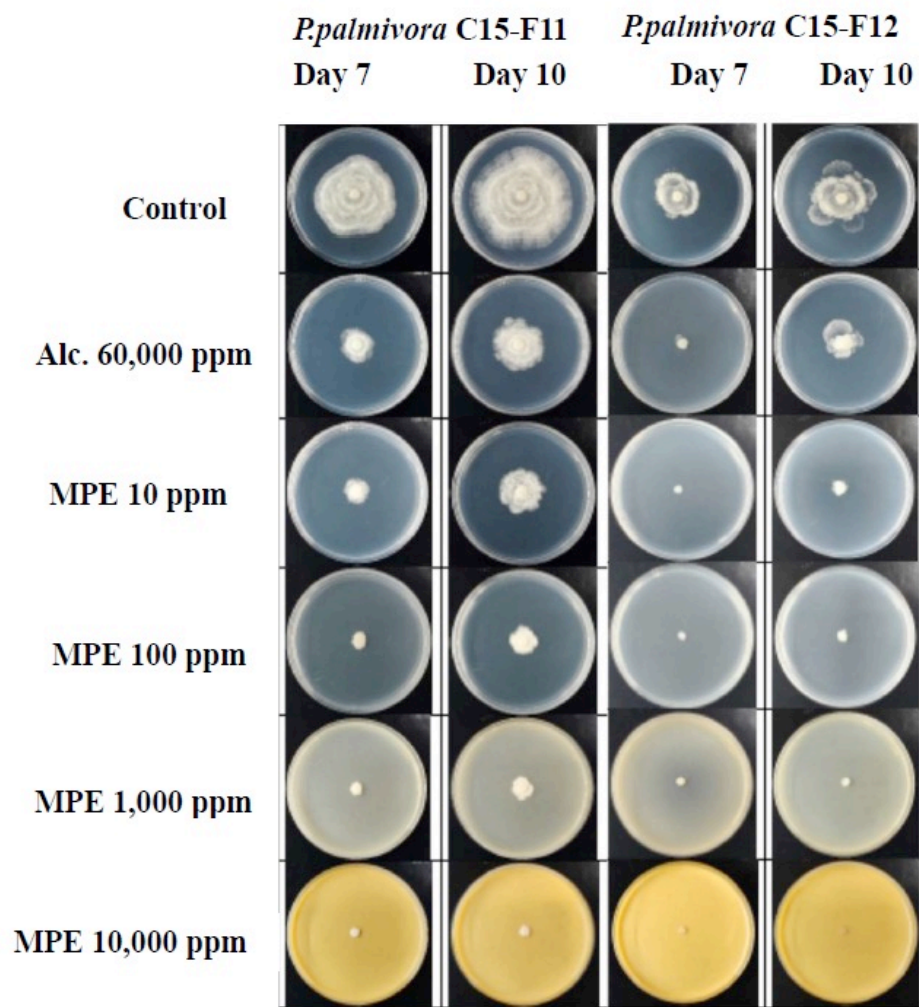 P.palmivora C15-F11 P.palmivora C15-F12
Day 7 Day 10 Day 7 Day 10
Control
Alc. 60,000 ppm
MPE 10 ppm
MPE 100 ppm
MPE 1,000 ppm
MPE 10,000 ppm